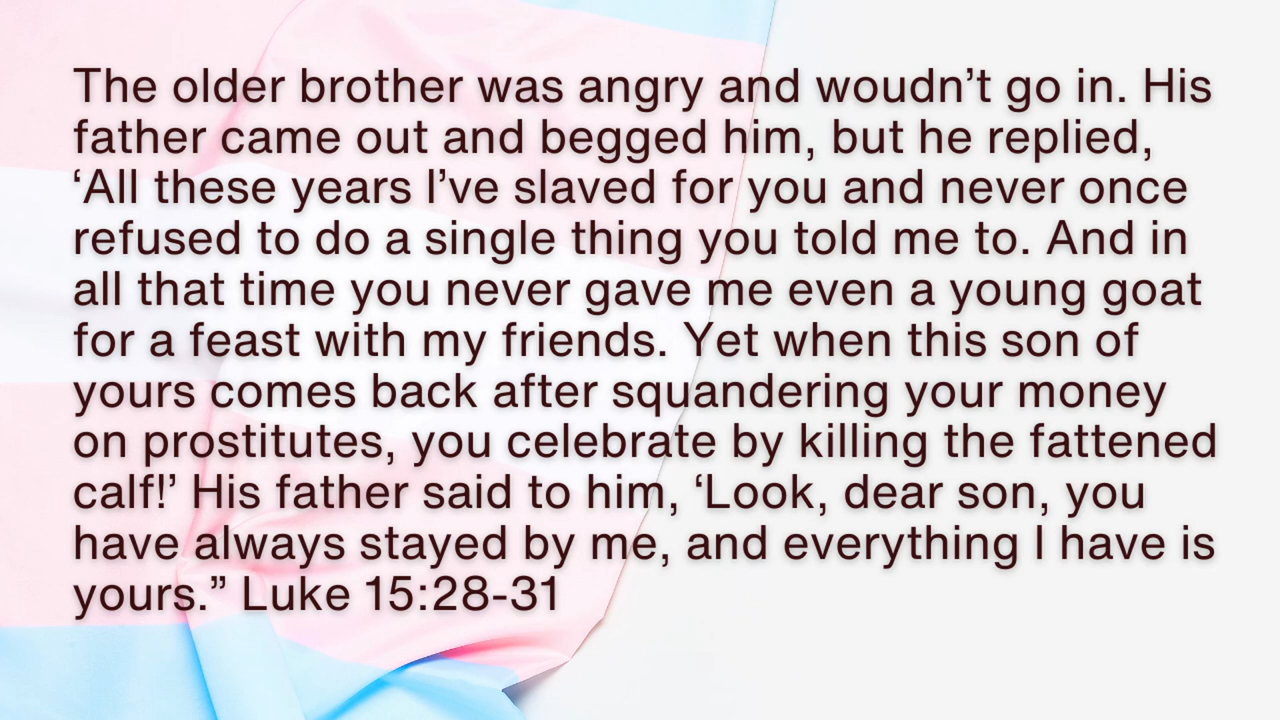 The older brother was angry and woudn’t go in. His
father came out and begged him, but he replied,
‘All these years I’ve slaved for you and never once
refused to do a single thing you told me to. And in
all that time you never gave me even a young goat
for a feast with my friends. Yet when this son of
yours comes back after squandering your money
on prostitutes, you celebrate by killing the fattened
calf!’ His father said to him, ‘Look, dear son, you
have always stayed by me, and everything I have is
yours.” Luke 15:28-31